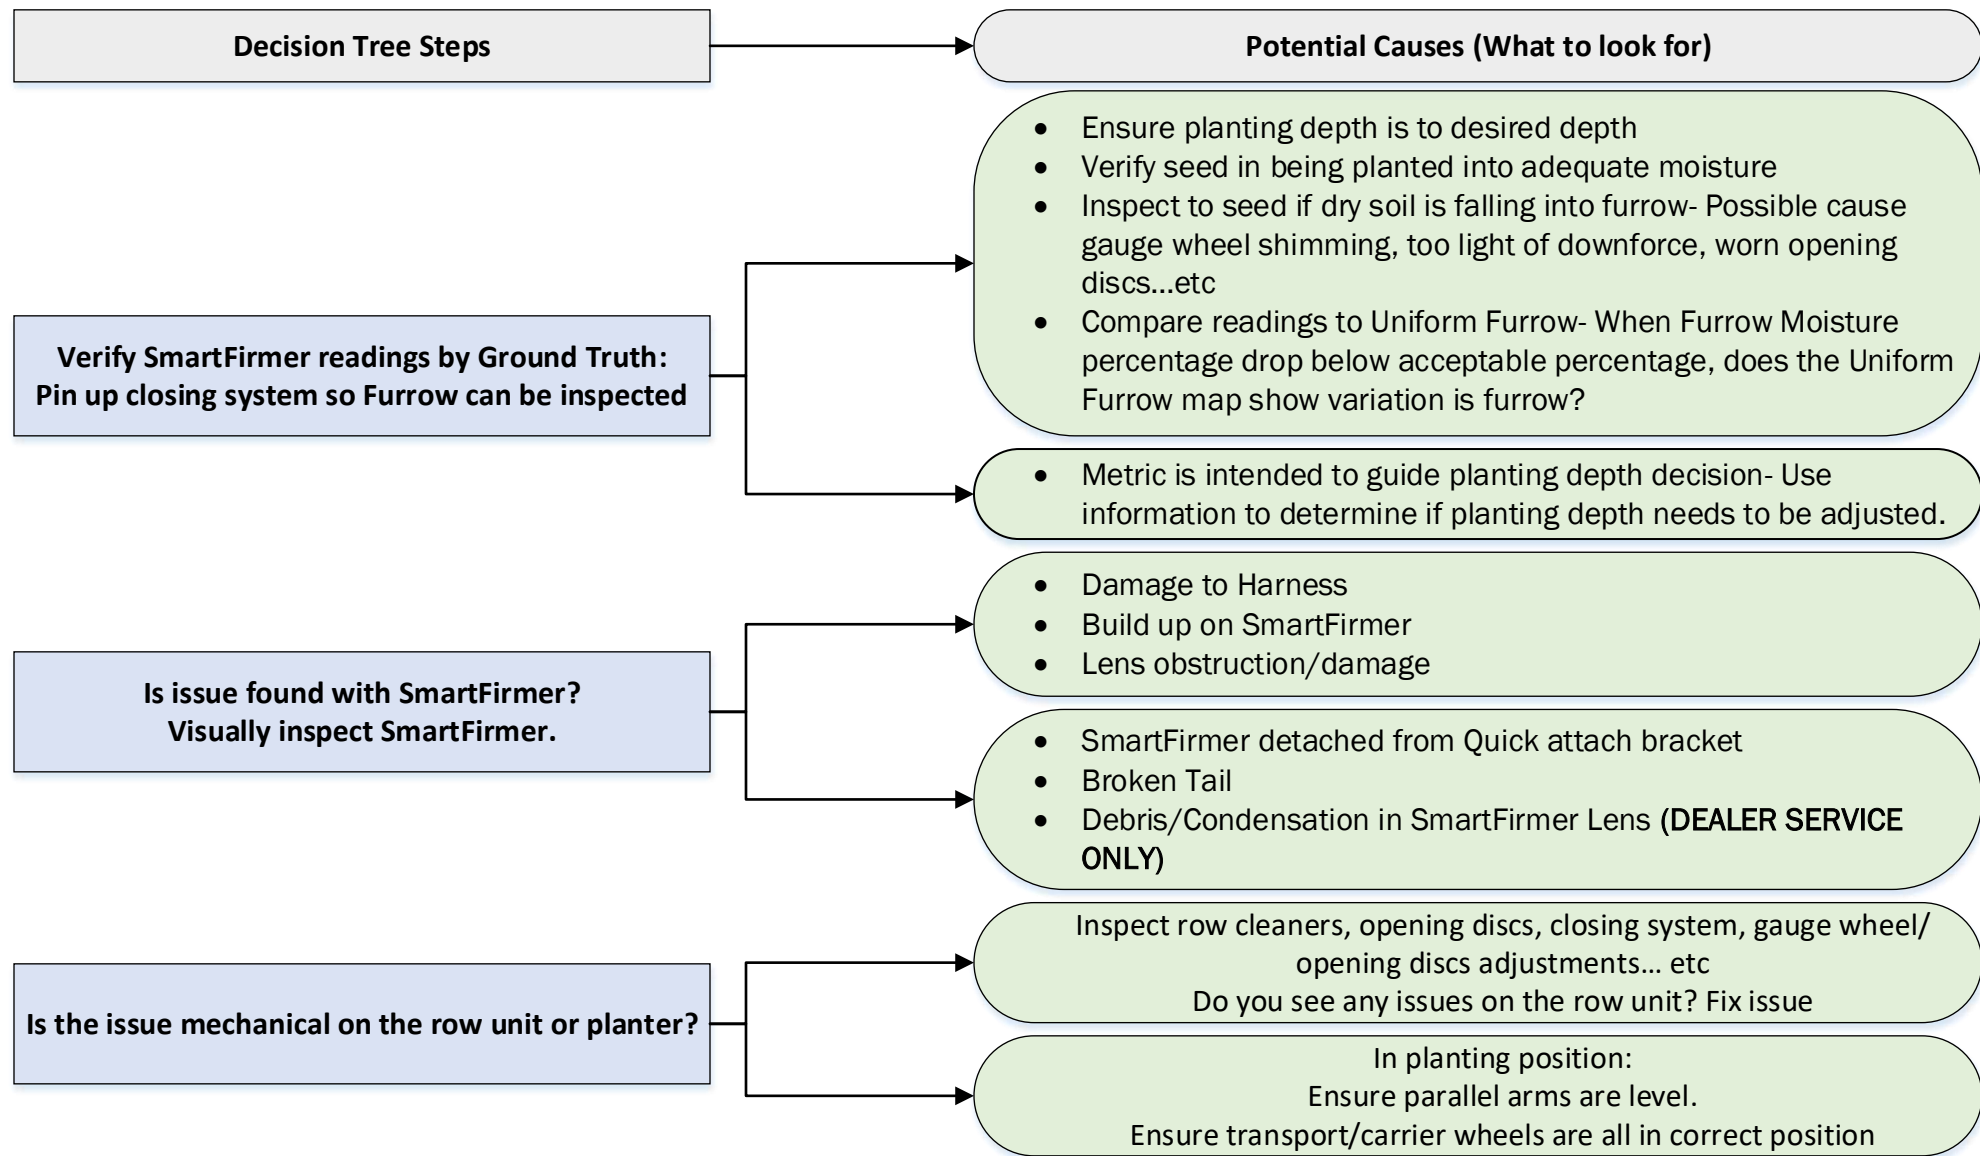 Decision Tree Steps
Potential Causes (What to look for)
Verify SmartFirmer readings by Ground Truth:
Pin up closing system so Furrow can be inspected
• Ensure planting depth is to desired depth
• Verify seed in being planted into adequate moisture
• Inspect to seed if dry soil is falling into furrow- Possible cause
gauge wheel shimming, too light of downforce, worn opening
discs...etc
• Compare readings to Uniform Furrow- When Furrow Moisture
percentage drop below acceptable percentage, does the Uniform
Furrow map show variation is furrow?
• Metric is intended to guide planting depth decision- Use
information to determine if planting depth needs to be adjusted.
Is issue found with SmartFirmer?
Visually inspect SmartFirmer.
• Damage to Harness
• Build up on SmartFirmer
• Lens obstruction/damage
• SmartFirmer detached from Quick attach bracket
• Broken Tail
• Debris/Condensation in SmartFirmer Lens (DEALER SERVICE
ONLY)
Is the issue mechanical on the row unit or planter?
Inspect row cleaners, opening discs, closing system, gauge wheel/
opening discs adjustments... etc
Do you see any issues on the row unit? Fix issue
In planting position:
Ensure parallel arms are level.
Ensure transport/carrier wheels are all in correct position